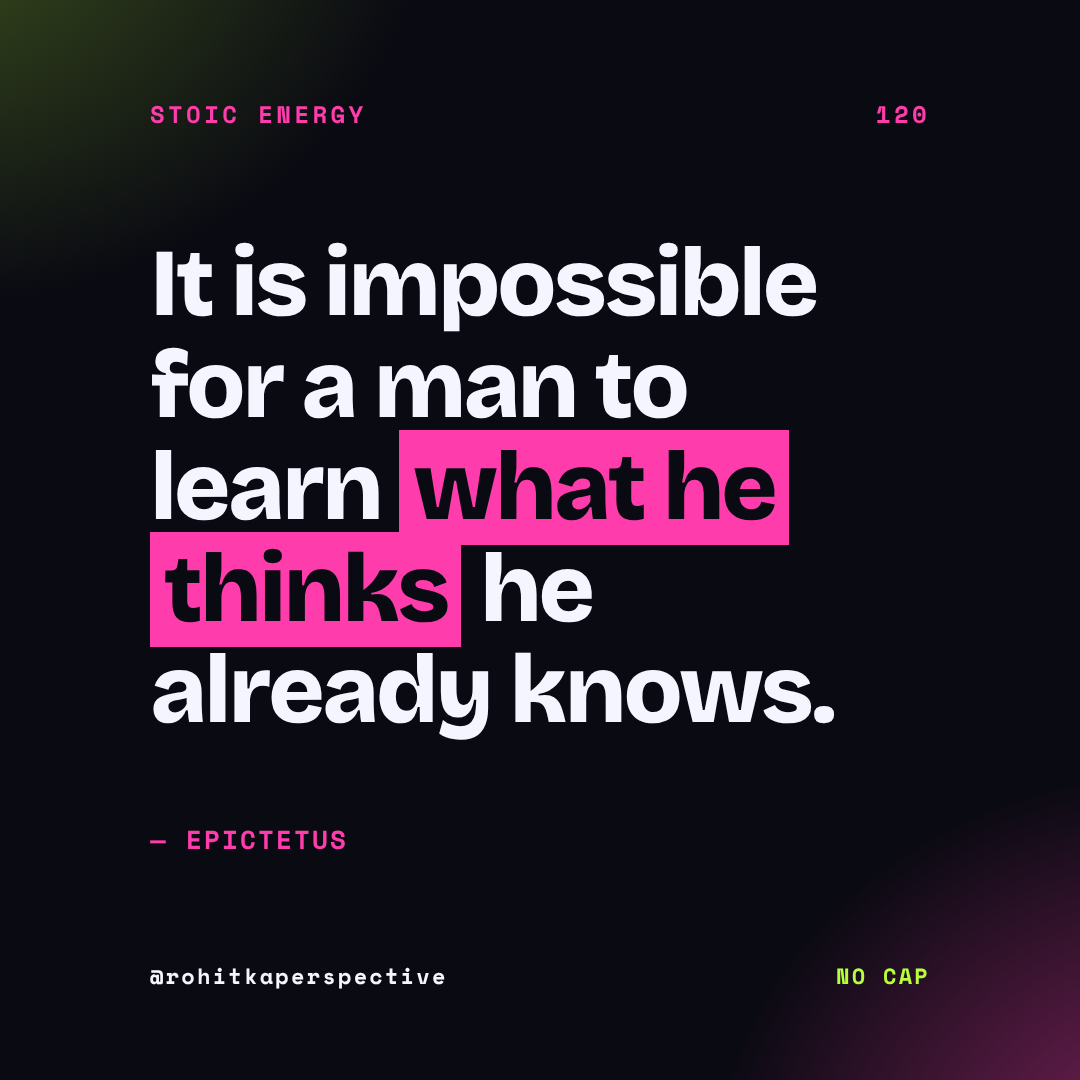 STOIC ENERGY
120
It is impossible
for a man to
learn what he
thinks he
already knows.
— EPICTETUS
@rohitkaperspective
NO CAP